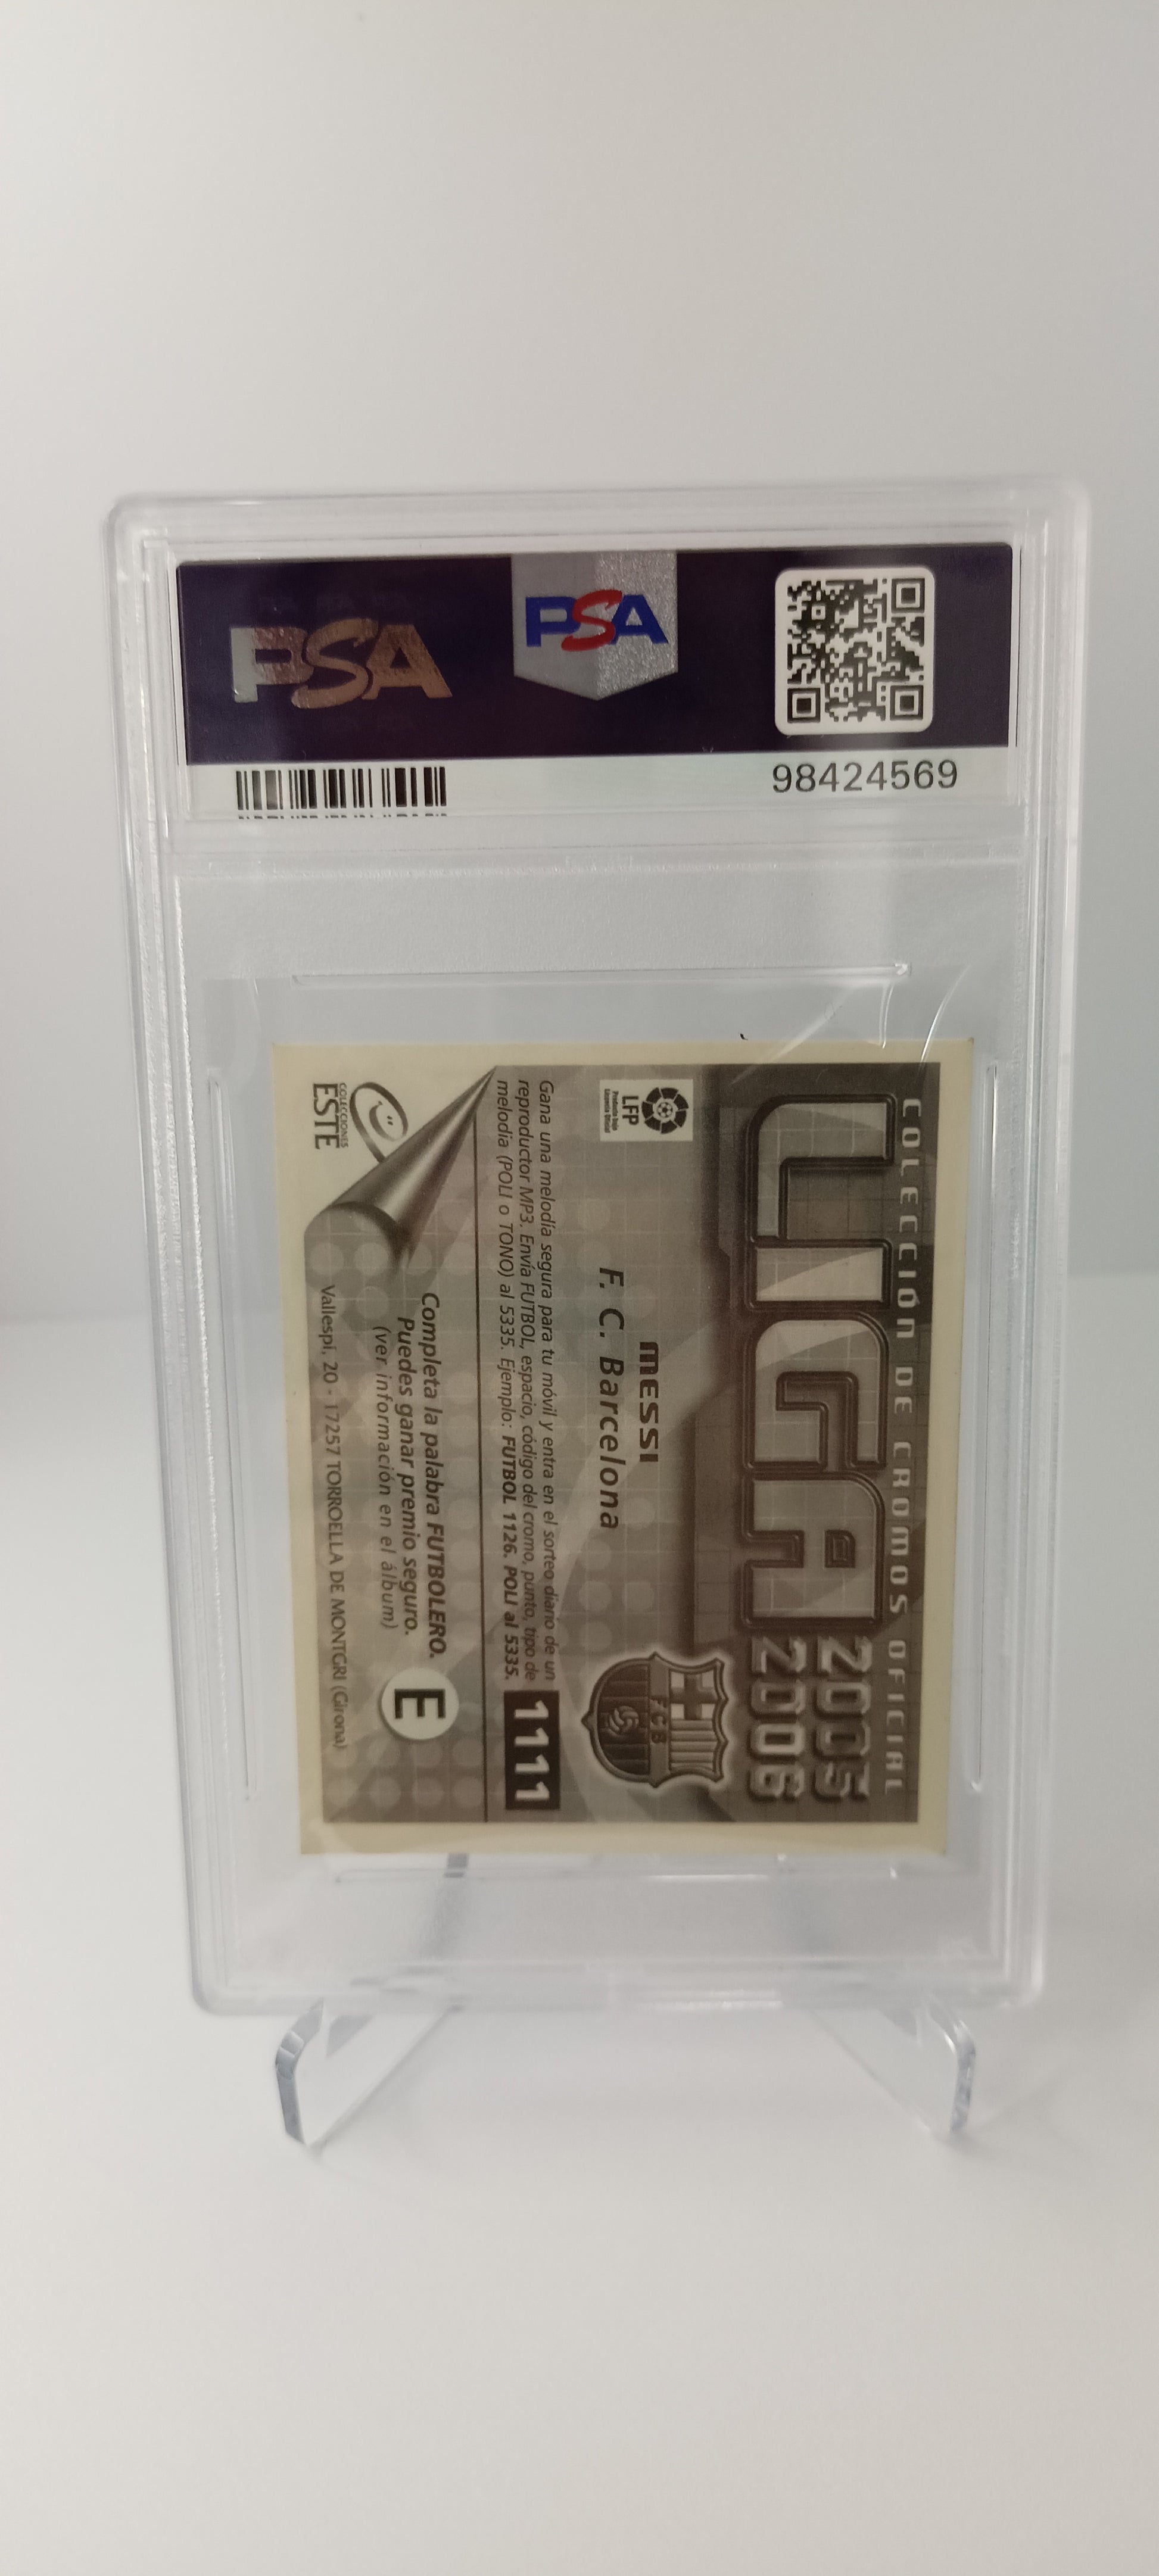 PSA
PSA
98424569
COLECCIÓN DE CROMOS OFICIAL
LIGA
2005
2006
LFP
MESSI
F. C. Barcelona
FCB
Gana una melodía segura para tu móvil y entra en el sorteo diario de un
reproductor MP3. Envía FUTBOL, espacio, código del cromo, punto, tipo de
melodia (POLI o TONO) al 5335. Ejemplo: FUTBOL 1126. POLI al 5335.
1111
Completa la palabra FUTBOLERO.
Puedes ganar premio seguro.
(ver información en el álbum)
E
COLECCIONES
ESTE
Vallespí, 20 - 17257 TORROELLA DE MONTGRI (Girona)